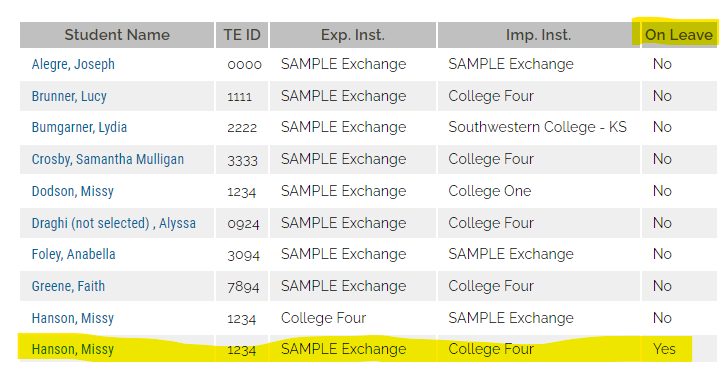 Student Name TE ID Exp. Inst. Imp. Inst. On Leave
Alegre, Joseph 0000 SAMPLE Exchange SAMPLE Exchange No
Brunner, Lucy 1111 SAMPLE Exchange College Four No
Bumgarner, Lydia 2222 SAMPLE Exchange Southwestern College - KS No
Crosby, Samantha Mulligan 3333 SAMPLE Exchange College Four No
Dodson, Missy 1234 SAMPLE Exchange College One No
Draghi (not selected) , Alyssa 0924 SAMPLE Exchange College Four No
Foley, Anabella 3094 SAMPLE Exchange SAMPLE Exchange No
Greene, Faith 7894 SAMPLE Exchange College Four No
Hanson, Missy 1234 College Four SAMPLE Exchange No
Hanson, Missy 1234 SAMPLE Exchange College Four Yes